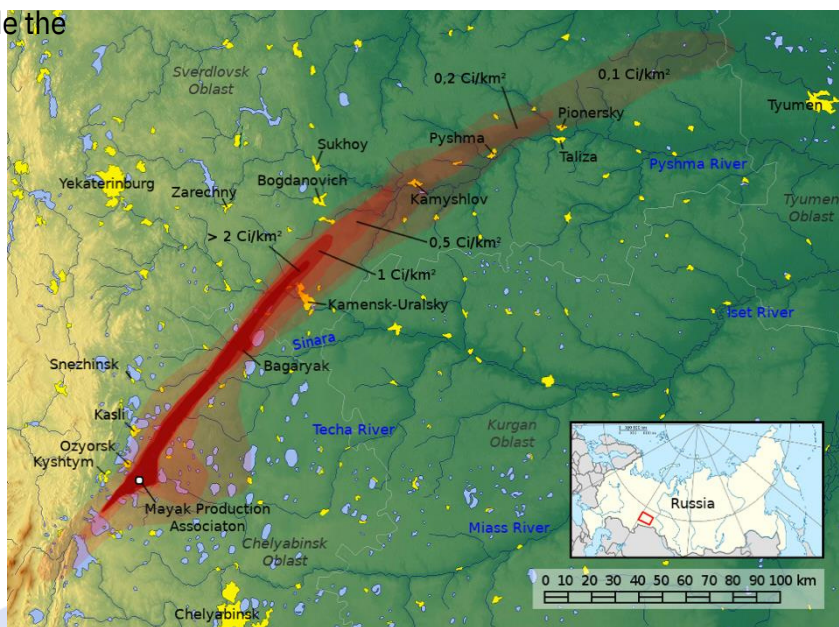 e the
Sverdlovsk
Oblast
0,2 Ci/km²
0,1 Ci/km²
Tyumen
Pionersky
Pyshma
Taliza
Sukhoy
Pyshma River
Yekaterinburg
Zarechny
Bogdanovich
Kamyshlov
Tyumen
Oblast
> 2 Ci/km²
0,5 Ci/km²
1 Ci/km²
Kamensk-Uralsky
Iset River
Sinara
Snezhinsk
Bagaryak
Kasli
Techa River
Kurgan
Oblast
Ozyorsk
Kyshtym
Mayak Production
Associaton
Russia
Miass River
Chelyabinsk
Oblast
0 10 20 30 40 50 60 70 80 90 100 km
Chelyabinsk